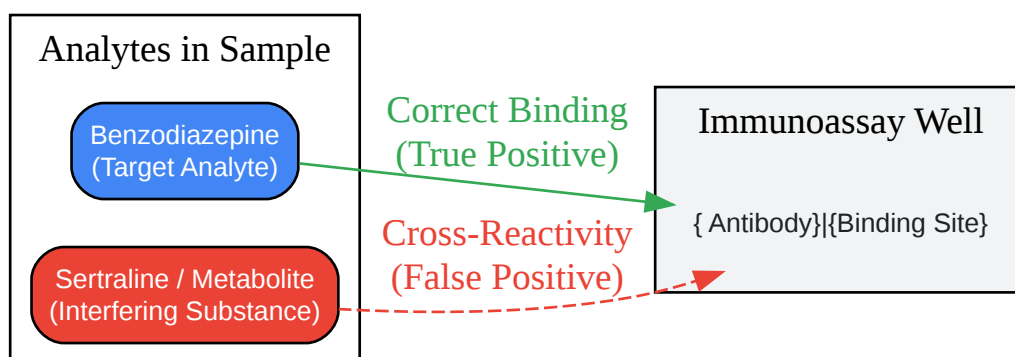 Analytes in Sample
Benzodiazepine
(Target Analyte)
Sertraline / Metabolite
(Interfering Substance)
Correct Binding
(True Positive)
Cross-Reactivity
(False Positive)
Immunoassay Well
{ Antibody}|{Binding Site}